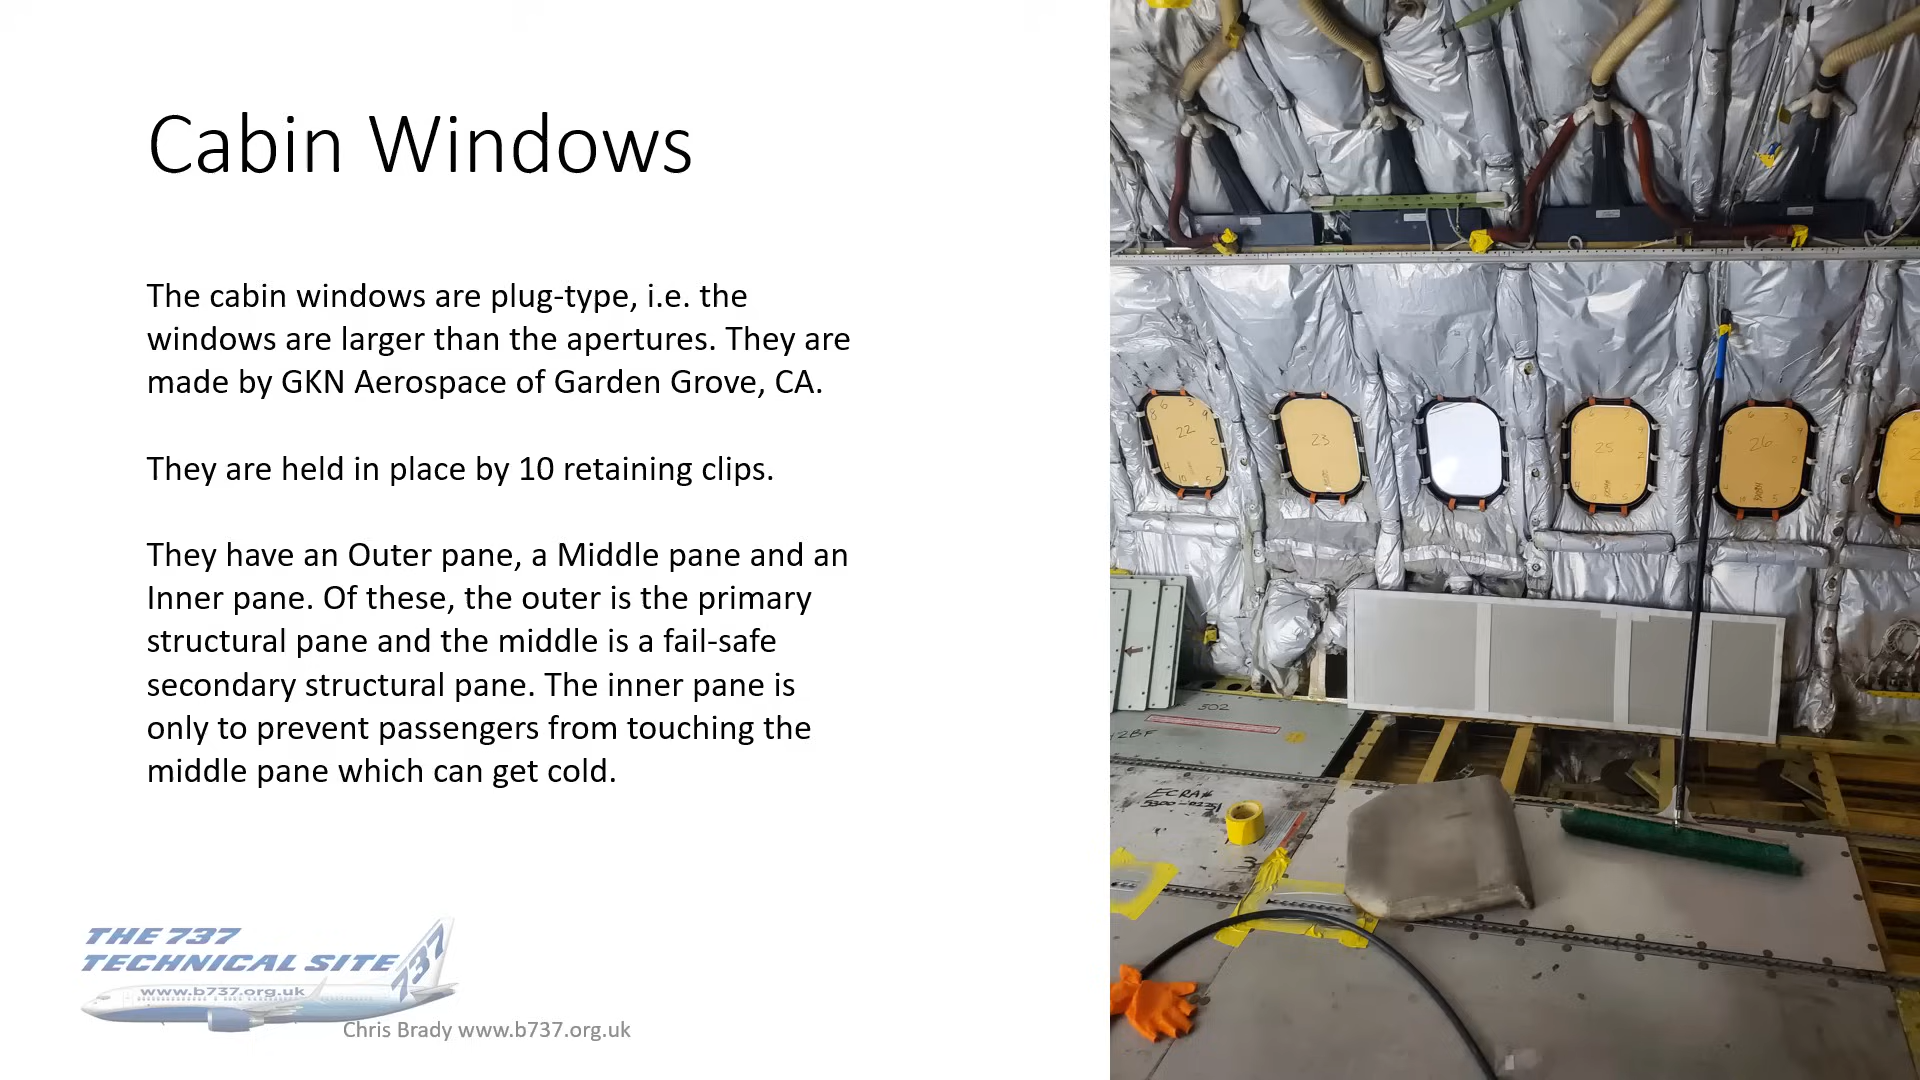 Cabin Windows
The cabin windows are plug-type, i.e. the
windows are larger than the apertures. They are
made by GKN Aerospace of Garden Grove, CA.
They are held in place by 10 retaining clips.
They have an Outer pane, a Middle pane and an
Inner pane. Of these, the outer is the primary
structural pane and the middle is a fail-safe
secondary structural pane. The inner pane is
only to prevent passengers from touching the
middle pane which can get cold.
THE 737
TECHNICAL SITE
737
www.b737.org.uk
Chris Brady www.b737.org.uk
22
23
25
26
502
ECRA#
3